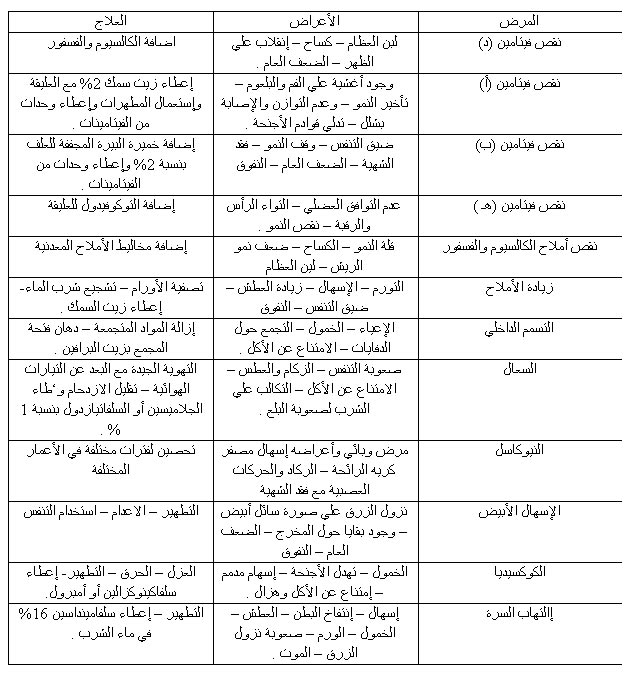 المرض الأعراض العلاج
نقص فيتامين (د) لين العظام – كساح – إنقلاب علي اضافة الكالسيوم والفسفور
الظهر – الضعف العام .
نقص فيتامين (أ) وجود أغشية علي الفم والبلعوم – إعطاء زيت سمك 2% مع العليقة
تأخير النمو – وعدم التوازن والإصابة وإستعمال المطهرات وإعطاء وحدات
بشلل – تدلي قوادم الأجنحة . من الفيتامينات .
نقص فيتامين (ب) ضيق التنفس – وقف النمو – فقد إضافة خميرة البيرة المجففة للعلف
الشهية – الضعف العام – النفوق بنسبة 2% وإعطاء وحدات من
الفيتامينات .
نقص فيتامين (هـ ) عدم التوافق العضلي – التواء الرأس إضافة التوكوفيدول للعليقة
والرقبة – نقص النمو .
نقص أملاح الكالسيوم والفسفور قلة النمو – الكساح – ضعف نمو إضافة مخاليط الأملاح المعدنية
الريش – لين العظام
زيادة الأملاح التورم – الإسهال – زيادة العطش – تصفية الأورام – تشجيع شرب الماء-
ضيق التنفس – النفوق إعطاء زيت السمك .
التسمم الداخلي الإعياء – الخمول – التجمع حول إزالة المواد المتجمعة – دهان فتحة
الدفايات – الامتناع عن الأكل . المجمع بزيت البرافين .
السعال صعوبة التنفس – الزكام والعطس – التهوية الجيدة مع البعد عن التيارات
الامتناع عن الأكل – التكالب علي الهوائية – تقليل الازدحام و'طاء
الشرب لصعوبة البلع . الجلاميسين أو السلفاتيازدول بنسبة 1
% .
النيوكاسل مرض وبائي وأعراضه إسهال مصفر تحصين لفترات مختلفة في الأعمار
كريه الرائحة – الركاد والحركات المختلفة
العصبية مع فقد الشهية
الإسهال الأبيض نزول الزرق علي صورة سائل أبيض التطهير – الاعدام – استخدام التنفس
– وجود بقايا حول المخرج – الضعف
العام – النفوق
الكوكسيديا الخمول – تهدل الأجنحة – إسهام مدمم العزل – الحرق – التطهير- إعطاء
– إمتناع عن الأكل وهزال . سلفاكينوكزالين أو أمبرول.
إالتهاب السرة إسهال – إنتفاخ البطن – العطش – التطهير – إعطاء سلفاميتداسين 16%
الخمول – الورم – صعوبة نزول في ماء الشرب .
الزرق – الموت .